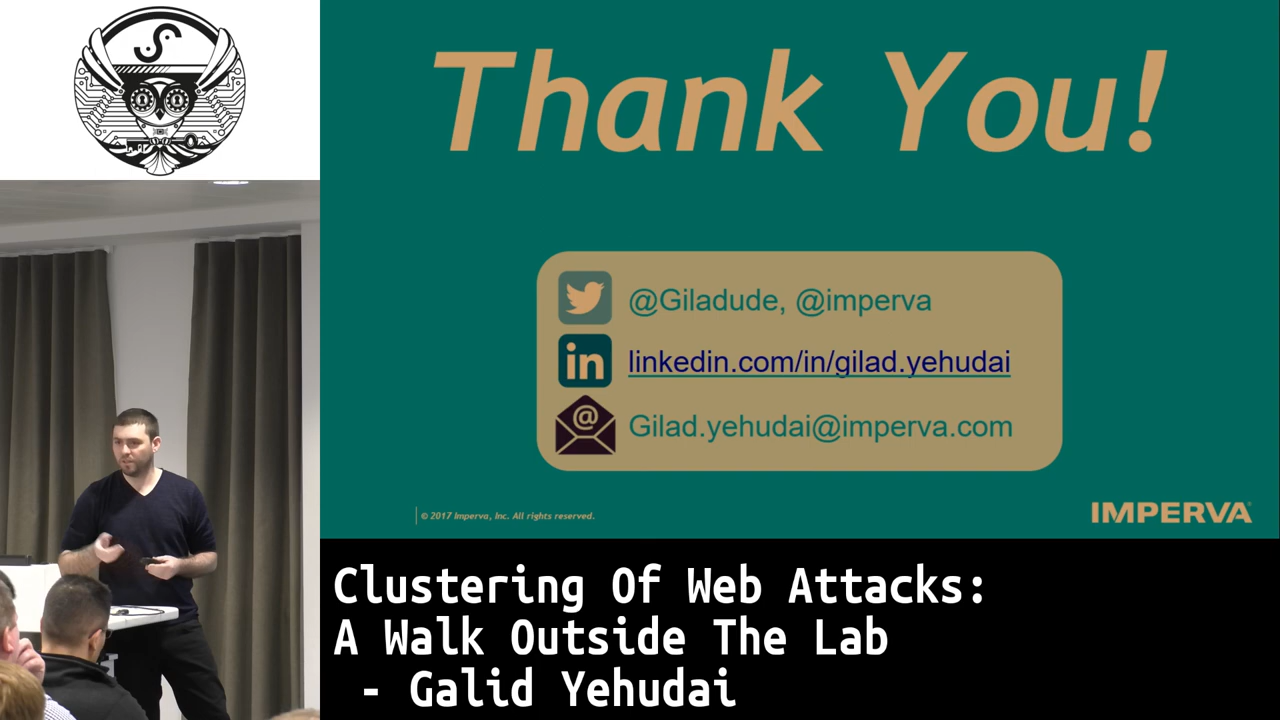 Thank You!
@Giladude, @imperva
linkedin.com/in/gilad.yehudai
Gilad.yehudai@imperva.com
© 2017 Imperva, Inc. All rights reserved.
IMPERVA
Clustering Of Web Attacks:
A Walk Outside The Lab
- Galid Yehudai